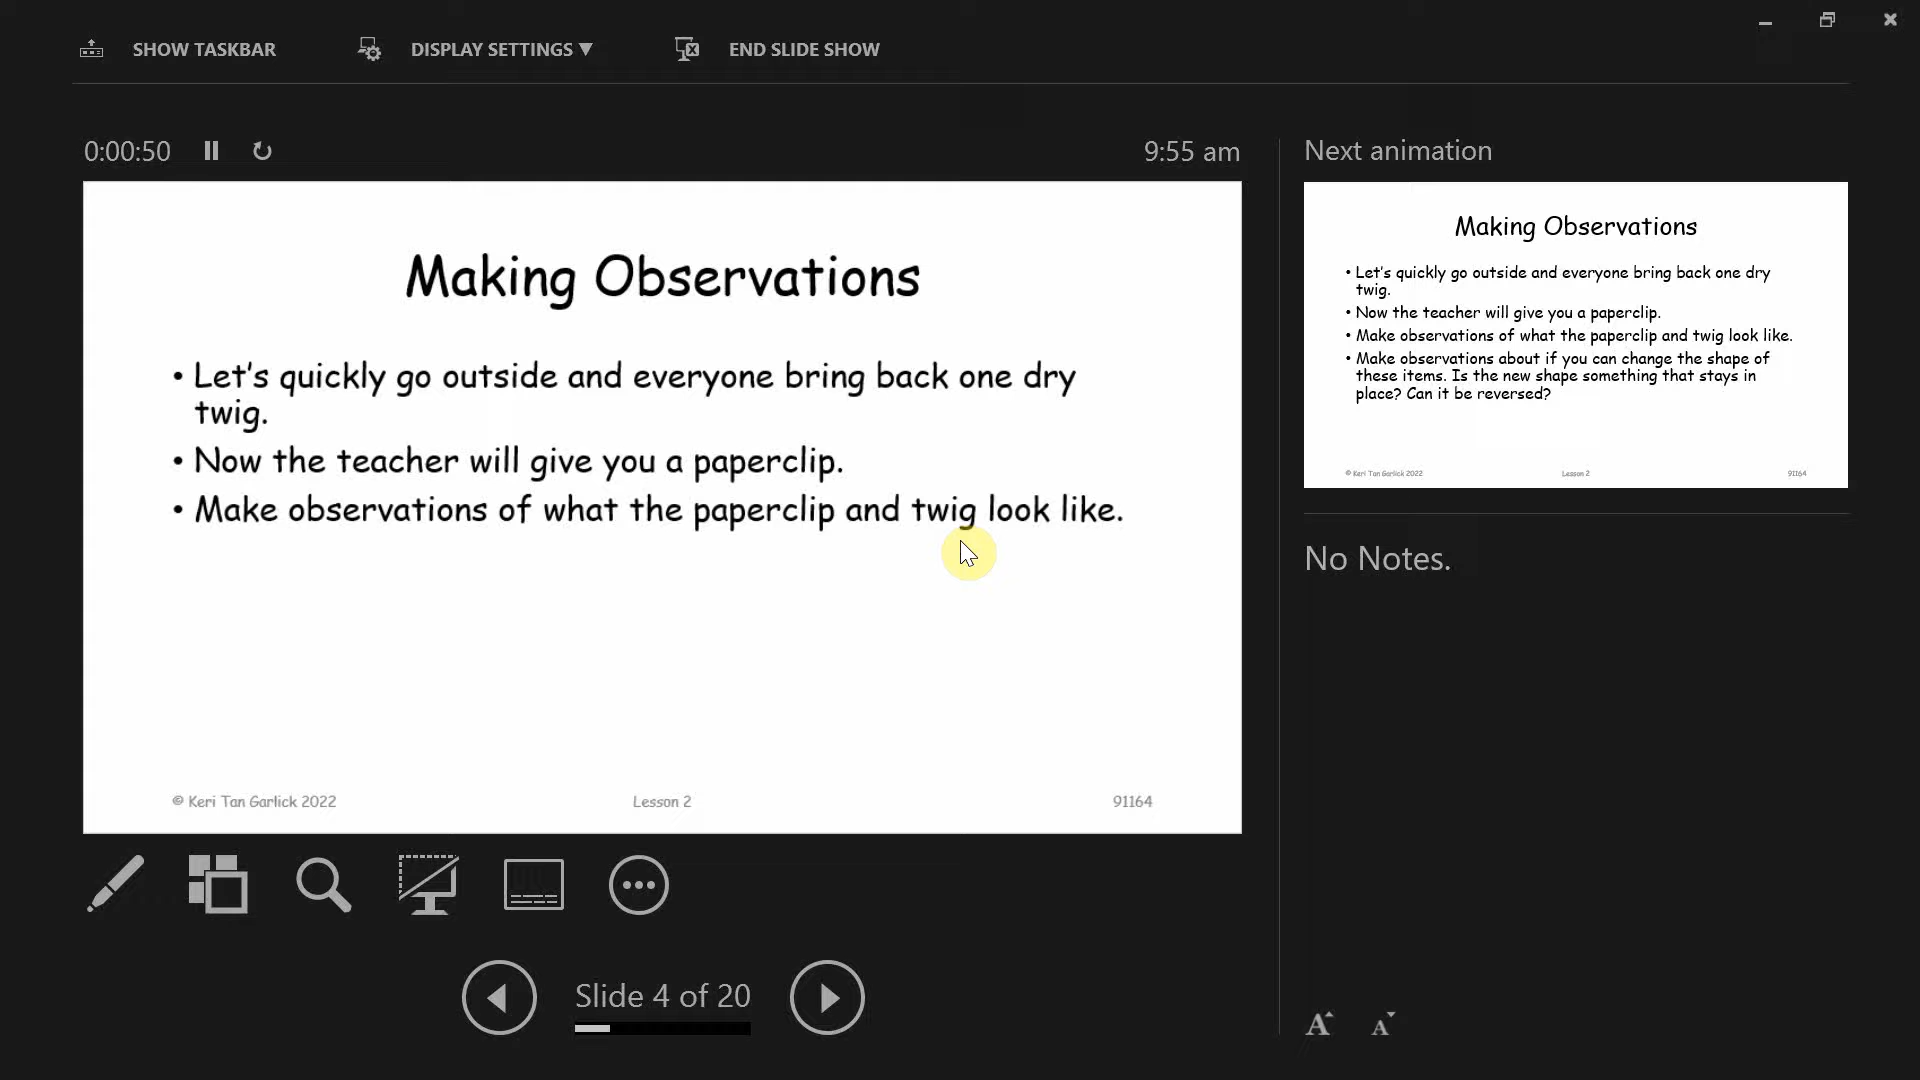 SHOW TASKBAR
DISPLAY SETTINGS ▼
END SLIDE SHOW
0:00:50
9:55 am
Making Observations
• Let's quickly go outside and everyone bring back one dry
twig.
• Now the teacher will give you a paperclip.
• Make observations of what the paperclip and twig look like.
© Keri Tan Garlick 2022
Lesson 2
91164
Slide 4 of 20
Next animation
Making Observations
• Let's quickly go outside and everyone bring back one dry
twig.
• Now the teacher will give you a paperclip.
• Make observations of what the paperclip and twig look like.
• Make observations about if you can change the shape of
these items. Is the new shape something that stays in
place? Can it be reversed?
© Keri Tan Garlick 2022
Lesson 2
91164
No Notes.
A
A